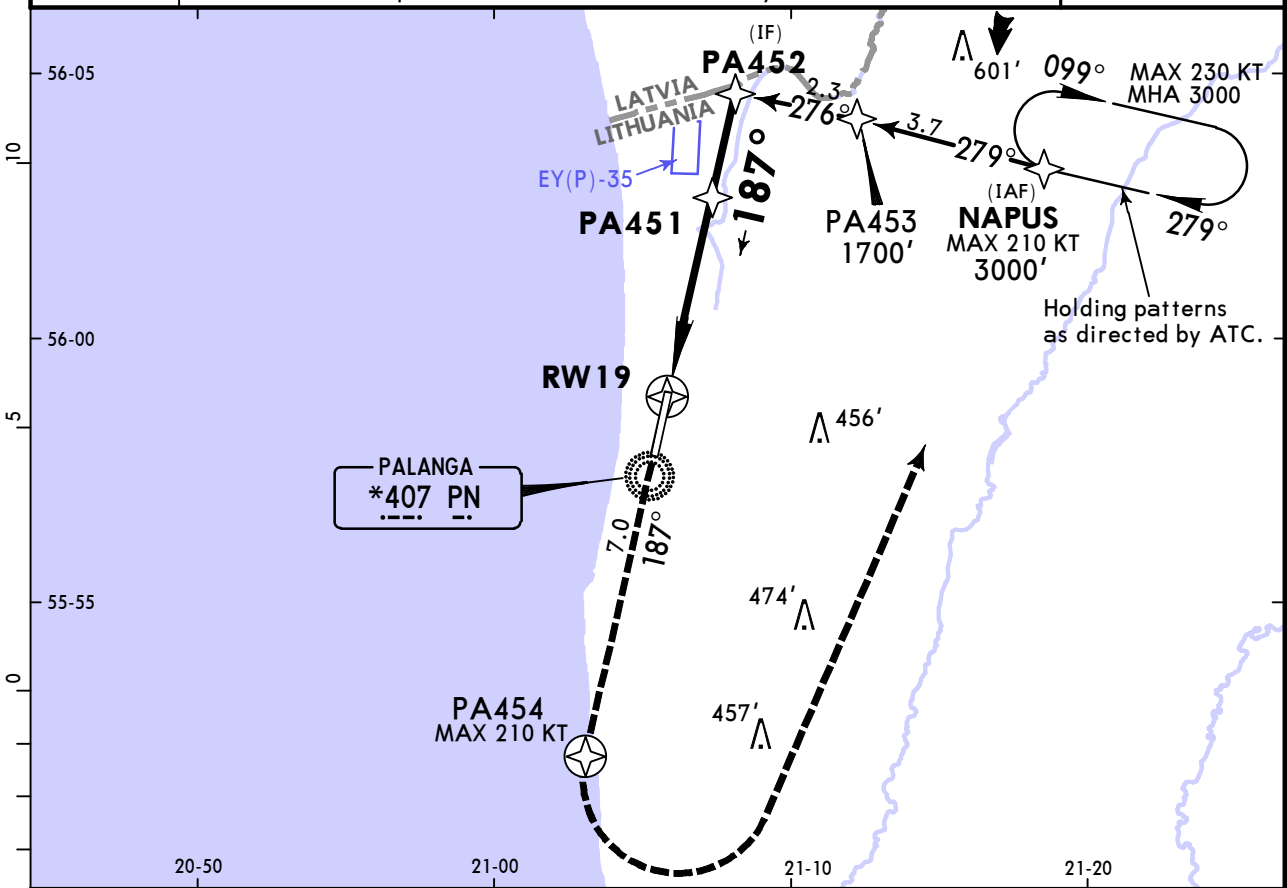 (IF)
PA452
56-05
601'
099°
MAX 230 KT
MHA 3000
2.3
276°
LATVIA
LITHUANIA
3.7
279°
10
EY(P)-35
187°
PA451
PA453
1700'
(IAF)
NAPUS
MAX 210 KT
3000'
279°
Holding patterns
as directed by ATC.
56-00
RW19
5
456'
PALANGA
*407 PN
7.0
187°
55-55
474'
0
PA454
MAX 210 KT
457'
20-50
21-00
21-10
21-20